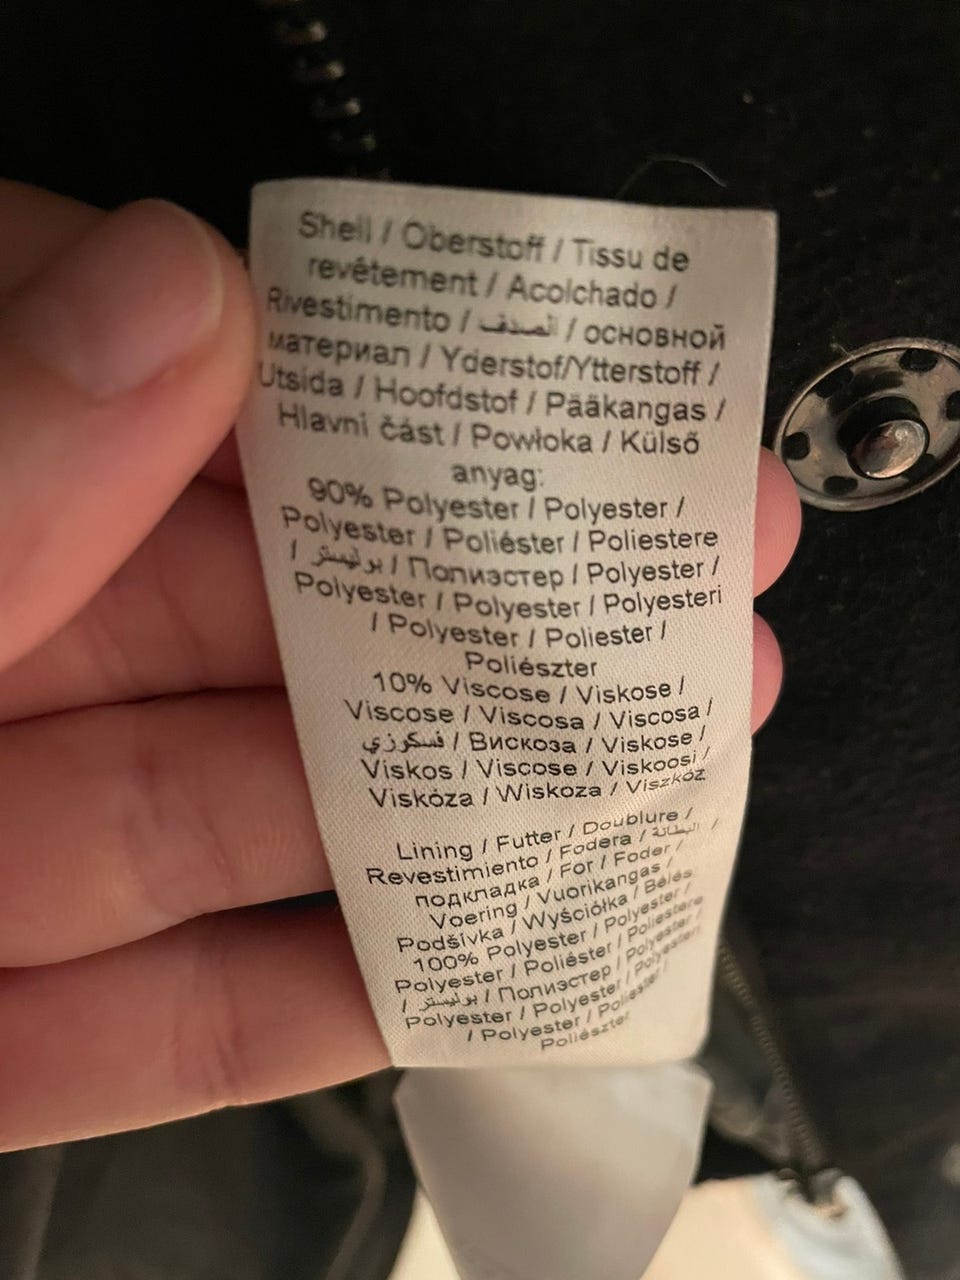 Shell / Oberstoff / Tissu de
revêtement / Acolchado /
Rivestimento / الصدف / основной
материал / Yderstof/Ytterstoff /
Utsida / Hoofdstof / Pääkangas /
Hlavní část / Powłoka / Külső
anyag:
90% Polyester / Polyester /
Polyester / Poliéster / Poliestere
/ بوليستر / Полиэстер / Polyester /
Polyester / Polyester / Polyesteri
/ Polyester / Poliester /
Poliészter
10% Viscose / Viskose /
Viscose / Viscosa / Viscosa /
فسكوزي / Вискоза / Viskose /
Viskos / Viscose / Viskoosi /
Viskóza / Wiskoza / Viszkóz
Lining / Futter / Doublure /
Revestimiento / Fodera / البطانة /
подкладка / For / Foder /
Voering / Vuorikangas /
Podšívka / Wyściółka / Bélés
100% Polyester / Polyester /
Polyester / Poliéster / Poliestere
/ بوليستر / Полиэстер / Polyester /
Polyester / Polyester / Polyesteri
/ Polyester / Poliester /
Poliészter